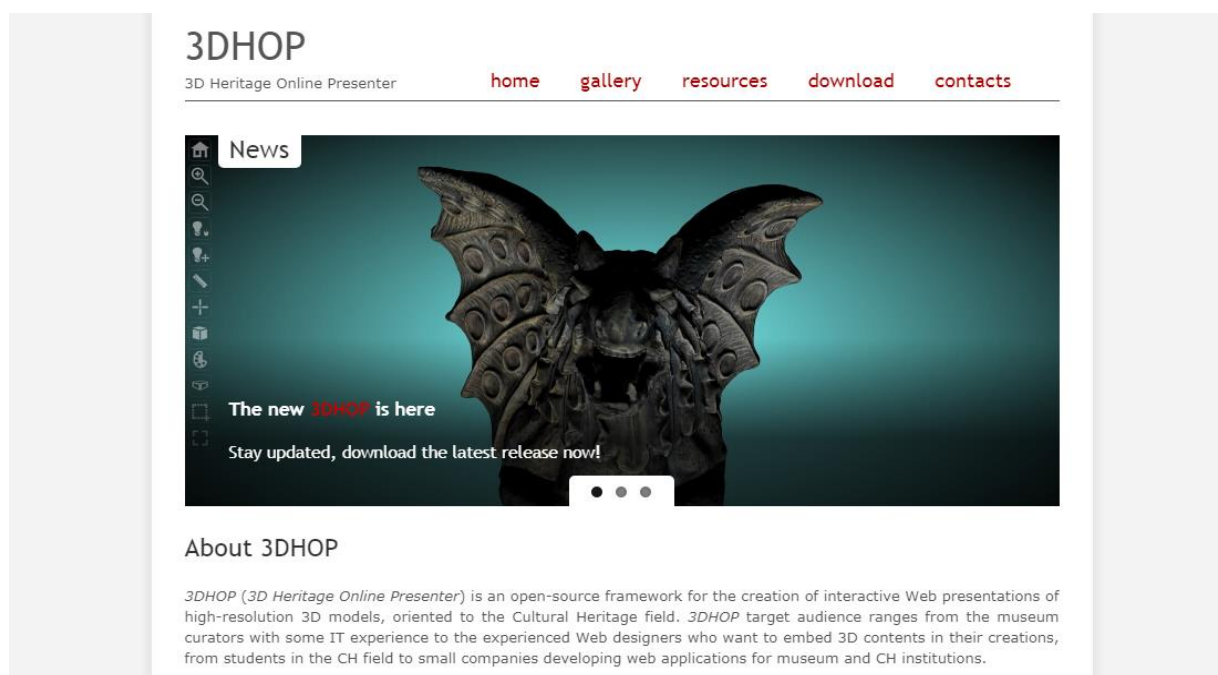 3DHOP
3D Heritage Online Presenter
home gallery resources download contacts
News
The new 3DHOP is here
Stay updated, download the latest release now!
About 3DHOP
3DHOP (3D Heritage Online Presenter) is an open-source framework for the creation of interactive Web presentations of
high-resolution 3D models, oriented to the Cultural Heritage field. 3DHOP target audience ranges from the museum
curators with some IT experience to the experienced Web designers who want to embed 3D contents in their creations,
from students in the CH field to small companies developing web applications for museum and CH institutions.